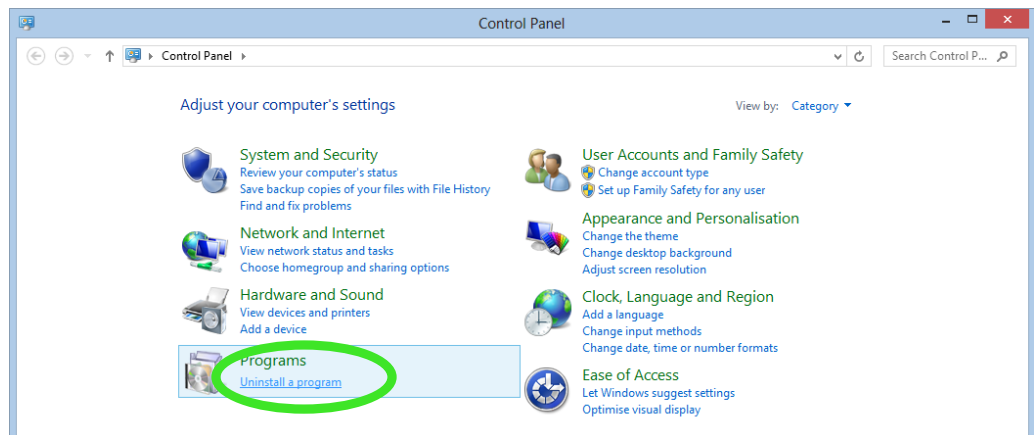 Control Panel
Control Panel
Search Control P...
Adjust your computer's settings
View by: Category
System and Security
Review your computer's status
Save backup copies of your files with File History
Find and fix problems
Network and Internet
View network status and tasks
Choose homegroup and sharing options
Hardware and Sound
View devices and printers
Add a device
Programs
Uninstall a program
User Accounts and Family Safety
Change account type
Set up Family Safety for any user
Appearance and Personalisation
Change the theme
Change desktop background
Adjust screen resolution
Clock, Language and Region
Add a language
Change input methods
Change date, time or number formats
Ease of Access
Let Windows suggest settings
Optimise visual display